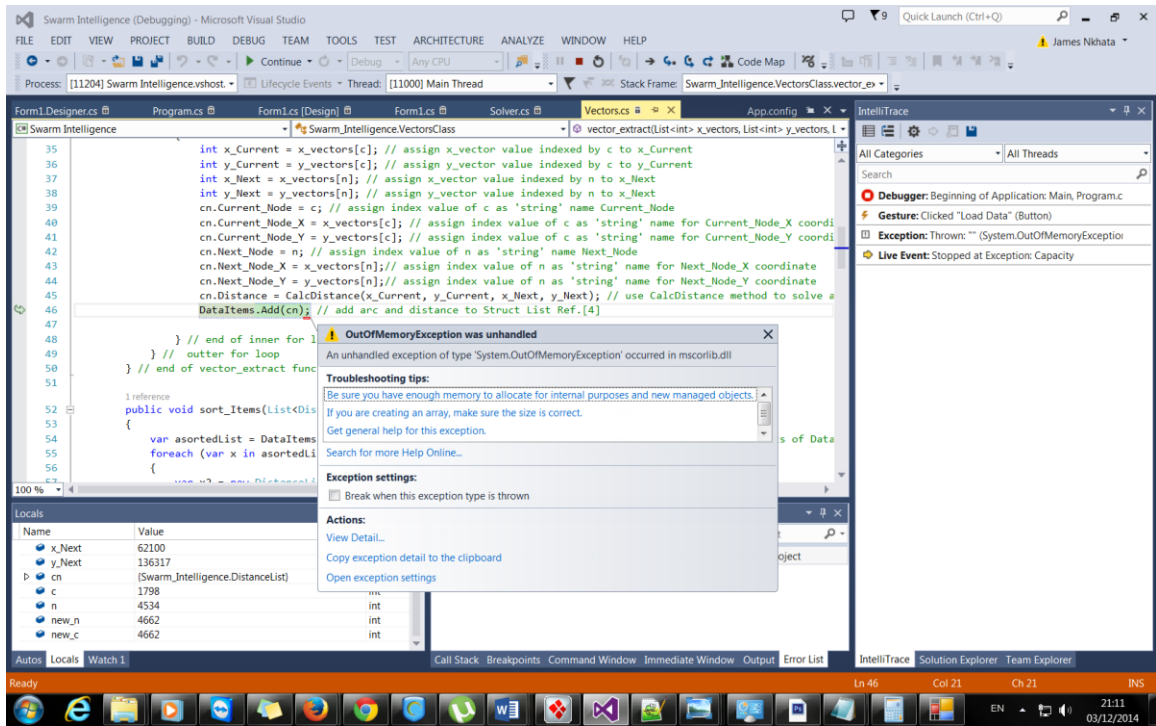 Swarm Intelligence (Debugging) - Microsoft Visual Studio
9
Quick Launch (Ctrl+Q)
FILE EDIT VIEW PROJECT BUILD DEBUG TEAM TOOLS TEST ARCHITECTURE ANALYZE WINDOW HELP
James Nkhata
Continue Debug Any CPU Code Map
Process: [11204] Swarm Intelligence.vshost. Lifecycle Events Thread: [11000] Main Thread Stack Frame: Swarm_Intelligence.VectorsClass.vector_ex
Form1.Designer.cs Program.cs Form1.cs [Design] Form1.cs Solver.cs Vectors.cs App.config
Swarm Intelligence Swarm_Intelligence.VectorsClass vector_extract(List<int> x_vectors, List<int> y_vectors, L
35 int x_Current = x_vectors[c]; // assign x_vector value indexed by c to x_Current
36 int y_Current = y_vectors[c]; // assign y_vector value indexed by c to y_Current
37 int x_Next = x_vectors[n]; // assign x_vector value indexed by n to x_Next
38 int y_Next = y_vectors[n]; // assign y_vector value indexed by n to x_Next
39 cn.Current_Node = c; // assign index value of c as 'string' name Current_Node
40 cn.Current_Node_X = x_vectors[c]; // assign index value of c as 'string' name for Current_Node_X coordi
41 cn.Current_Node_Y = y_vectors[c]; // assign index value of c as 'string' name for Current_Node_Y coordi
42 cn.Next_Node = n; // assign index value of n as 'string' name Next_Node
43 cn.Next_Node_X = x_vectors[n];// assign index value of n as 'string' name for Next_Node_X coordinate
44 cn.Next_Node_Y = y_vectors[n];// assign index value of n as 'string' name for Next_Node_Y coordinate
45 cn.Distance = CalcDistance(x_Current, y_Current, x_Next, y_Next); // use CalcDistance method to solve a
46 DataItems.Add(cn); // add arc and distance to Struct List Ref.[4]
47
48 } // end of inner for l
49 } // outter for loop
50 } // end of vector_extract func
51
1 reference
52 public void sort_Items(List<Dis
53 {
54 var asortedList = DataItems s of Data
55 foreach (var x in asortedLi
56 {
100 %
OutOfMemoryException was unhandled
An unhandled exception of type 'System.OutOfMemoryException' occurred in mscorlib.dll
Troubleshooting tips:
Be sure you have enough memory to allocate for internal purposes and new managed objects.
If you are creating an array, make sure the size is correct.
Get general help for this exception.
Search for more Help Online...
Exception settings:
Break when this exception type is thrown
Actions:
View Detail...
Copy exception detail to the clipboard
Open exception settings
Locals
Name Value
x_Next 62100
y_Next 136317
cn {Swarm_Intelligence.DistanceList}
c 1798 int
n 4534 int
new_n 4662 int
new_c 4662 int
oject
Autos Locals Watch 1
Call Stack Breakpoints Command Window Immediate Window Output Error List
IntelliTrace
All Categories All Threads
Search
Debugger: Beginning of Application: Main, Program.c
Gesture: Clicked "Load Data" (Button)
Exception: Thrown: "" (System.OutOfMemoryExceptio
Live Event: Stopped at Exception: Capacity
IntelliTrace Solution Explorer Team Explorer
Ready Ln 46 Col 21 Ch 21 INS
EN
21:11
03/12/2014